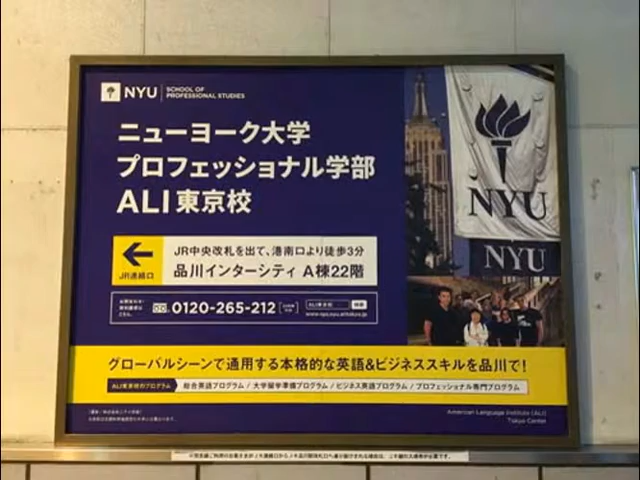 NYU SCHOOL OF
PROFESSIONAL STUDIES
ニューヨーク大学
プロフェッショナル学部
ALI 東京校
JR連絡口
JR中央改札を出て、港南口より徒歩3分
品川インターシティ A棟22階
0120-265-212
ALI東京校
グローバルシーンで通用する本格的な英語&ビジネススキルを品川で!
ALI東京校のプログラム 総合英語プログラム / 大学留学準備プログラム / ビジネス英語プログラム / プロフェッショナル専門プログラム
American Language Institute (ALI)
Tokyo Center
NYU
NYU